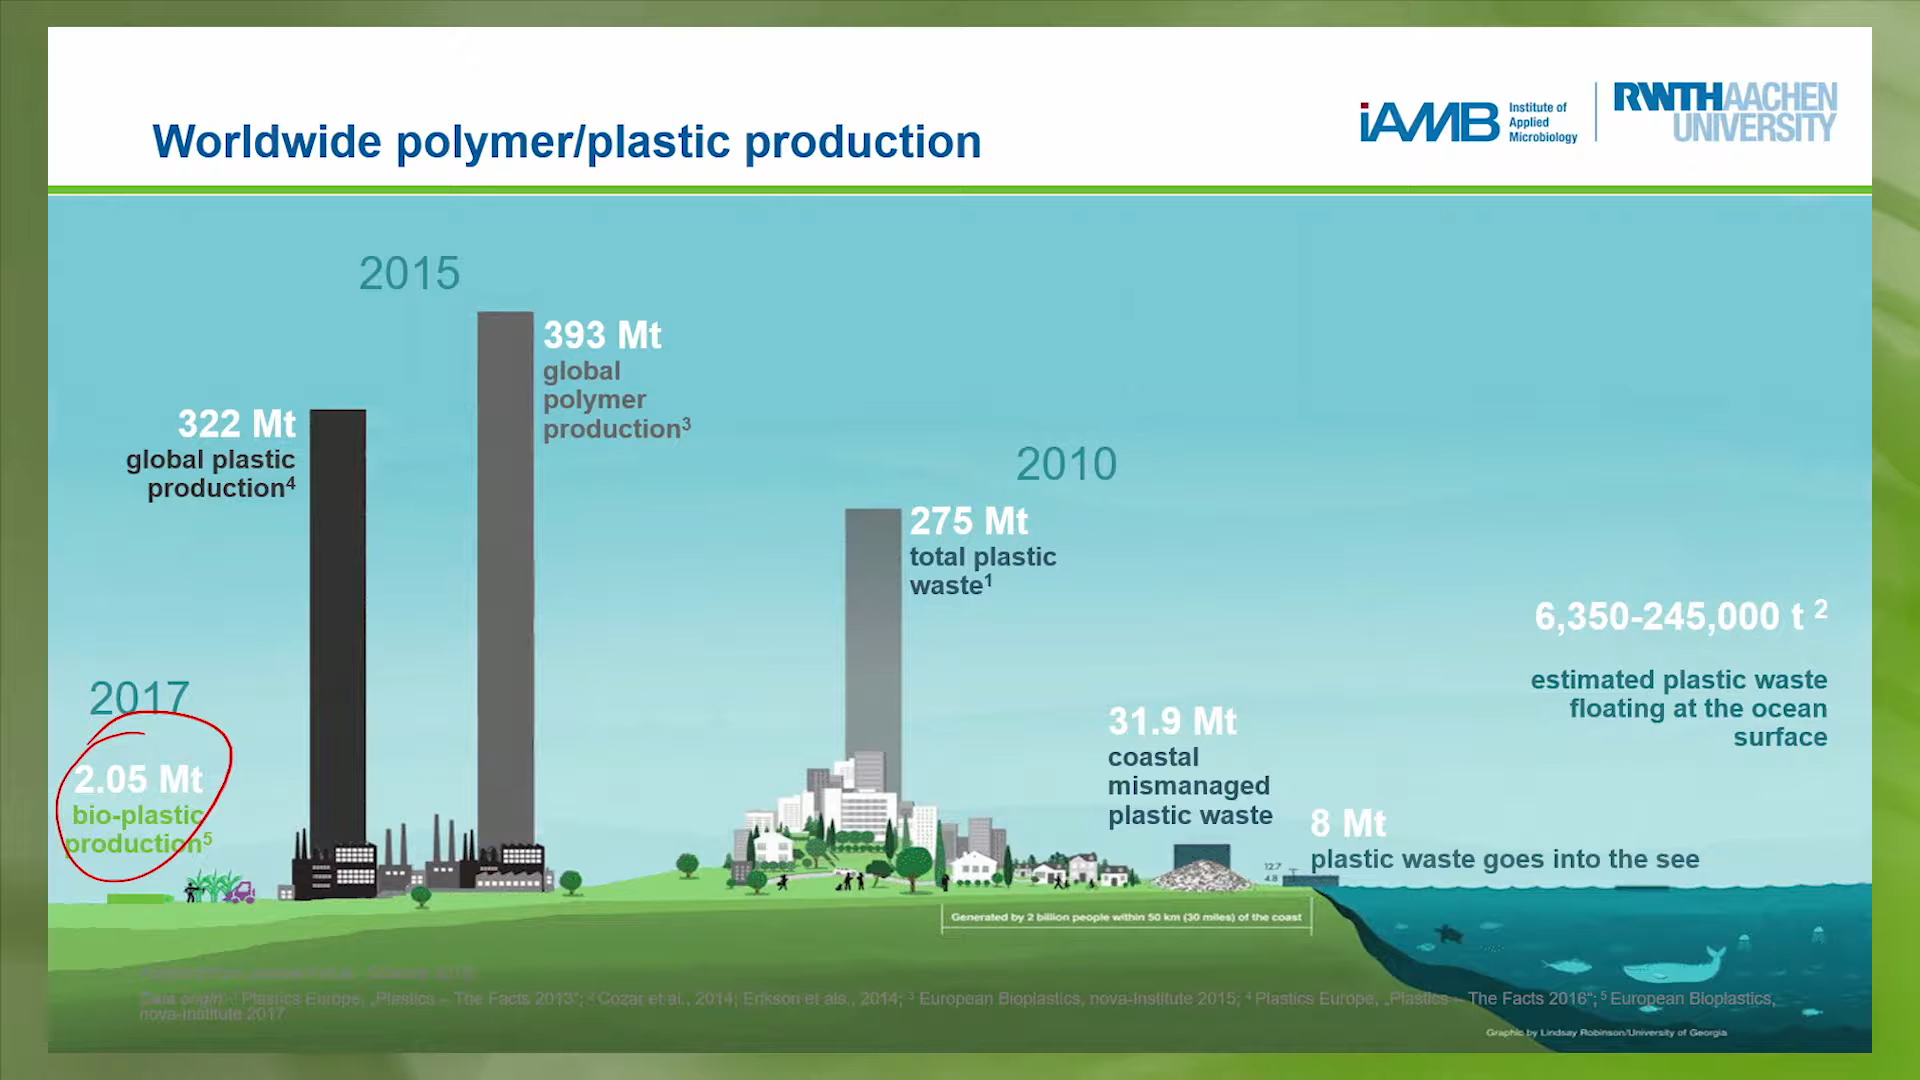 Worldwide polymer/plastic production
iAMB
Institute of
Applied
Microbiology
RWTHAACHEN
UNIVERSITY
2015
393 Mt
global
polymer
production³
322 Mt
global plastic
production⁴
2010
275 Mt
total plastic
waste¹
6,350-245,000 t ²
estimated plastic waste
floating at the ocean
surface
2017
2.05 Mt
bio-plastic
production⁵
31.9 Mt
coastal
mismanaged
plastic waste
8 Mt
plastic waste goes into the see
12.7
4.8
Generated by 2 billion people within 50 km (30 miles) of the coast
Data origin: ¹ Plastics Europe, „Plastics – The Facts 2013“; ² Cozar et al., 2014; Erikson et als., 2014; ³ European Bioplastics, nova-Institute 2015; ⁴ Plastics Europe, „Plastics – The Facts 2016“; ⁵ European Bioplastics,
nova-Institute 2017
Graphic by Lindsay Robinson/University of Georgia